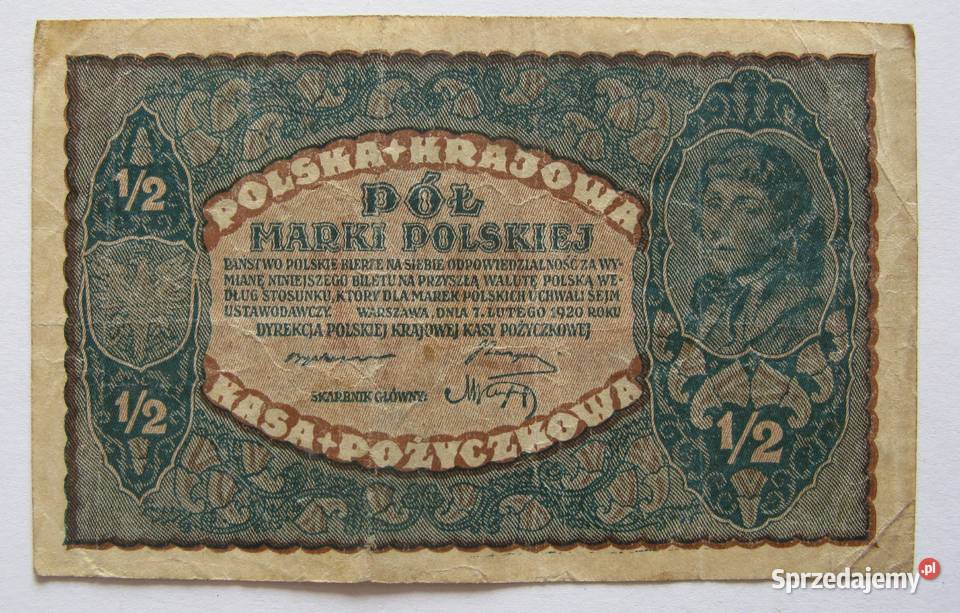 POLSKA + KRAJOWA
1/2
PÓŁ
MARKI POLSKIEJ
PAŃSTWO POLSKIE BIERZE NA SIEBIE ODPOWIEDZIALNOŚĆ ZA WY-
MIANĘ NINIEJSZEGO BILETU NA PRZYSZŁĄ WALUTĘ POLSKĄ WE-
DŁUG STOSUNKU, KTÓRY DLA MAREK POLSKICH UCHWALI SEJM
USTAWODAWCZY. WARSZAWA, DNIA 7. LUTEGO 1920 ROKU
DYREKCJA POLSKIEJ KRAJOWEJ KASY POŻYCZKOWEJ
SKARBNIK GŁÓWNY:
1/2
KASA + POŻYCZKOWA
1/2
Sprzedajemy.pl